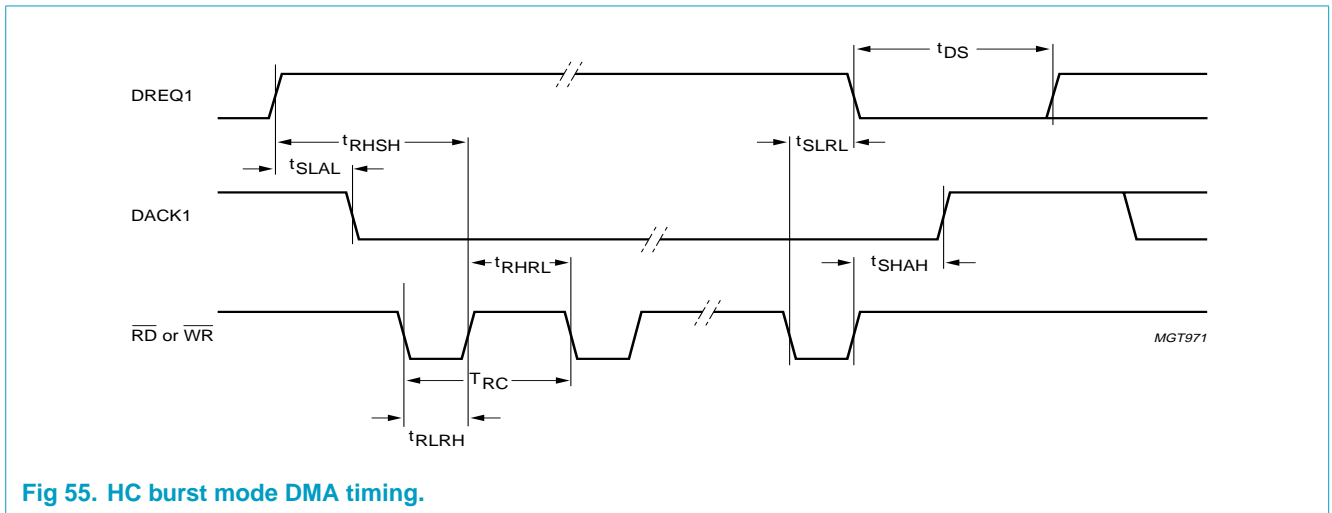 DREQ1
tDS
tRHSH
tSLRL
tSLAL
DACK1
tRHRL
tSHAH
RD or WR
MGT971
TRC
tRLRH
Fig 55. HC burst mode DMA timing.